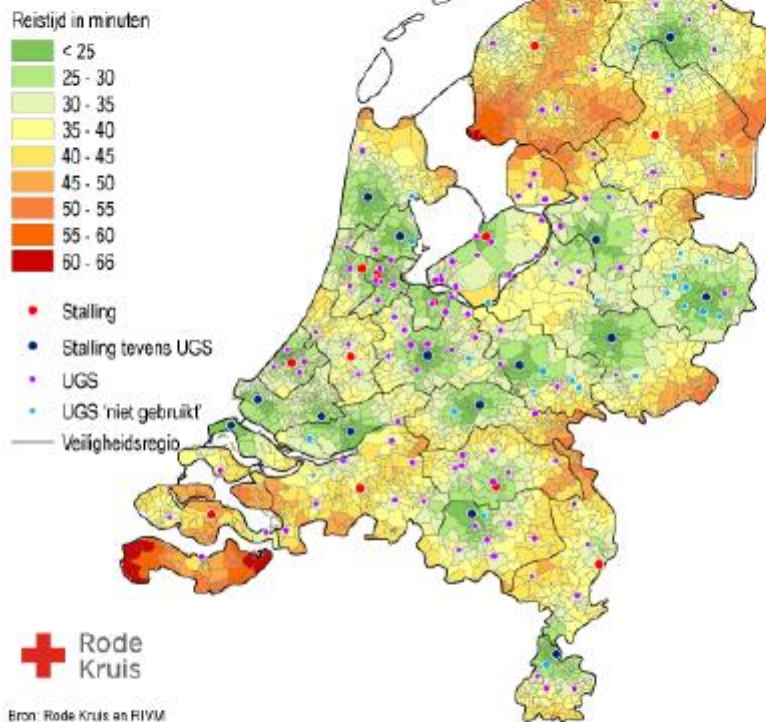 Reistijd in minuten
< 25
25 - 30
30 - 35
35 - 40
40 - 45
45 - 50
50 - 55
55 - 60
60 - 66
Stalling
Stalling tevens UGS
UGS
UGS 'niet gebruikt'
Veiligheidsregio
Rode
Kruis
Bron: Rode Kruis en RIVM